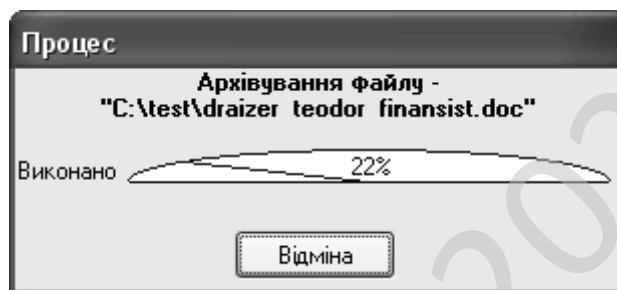 Процес
Архівування файлу -
"C:\test\draizer teodor finansist.doc"
Виконано 22%
Відміна